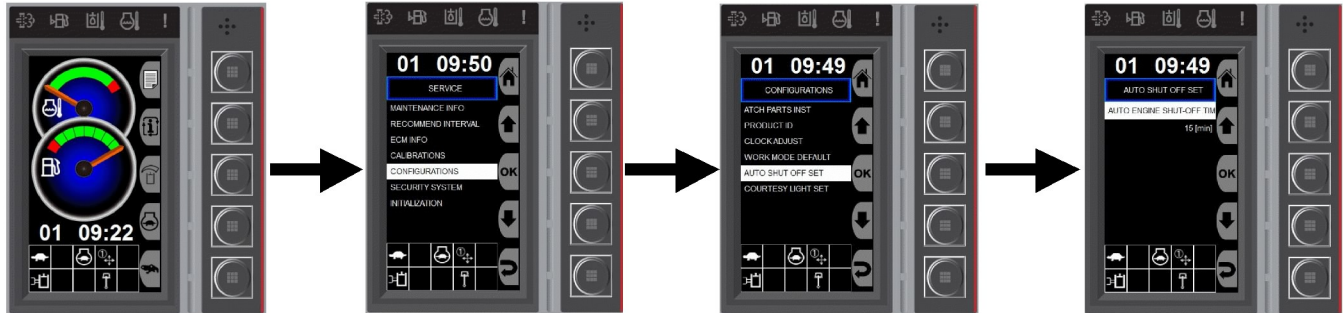 01 09:22
01 09:50
SERVICE
MAINTENANCE INFO
RECOMMEND INTERVAL
ECM INFO
CALIBRATIONS
CONFIGURATIONS
SECURITY SYSTEM
INITIALIZATION
OK
01 09:49
CONFIGURATIONS
ATCH PARTS INST
PRODUCT ID
CLOCK ADJUST
WORK MODE DEFAULT
AUTO SHUT OFF SET
COURTESY LIGHT SET
OK
01 09:49
AUTO SHUT OFF SET
AUTO ENGINE SHUT-OFF TIM
15 [min]
OK